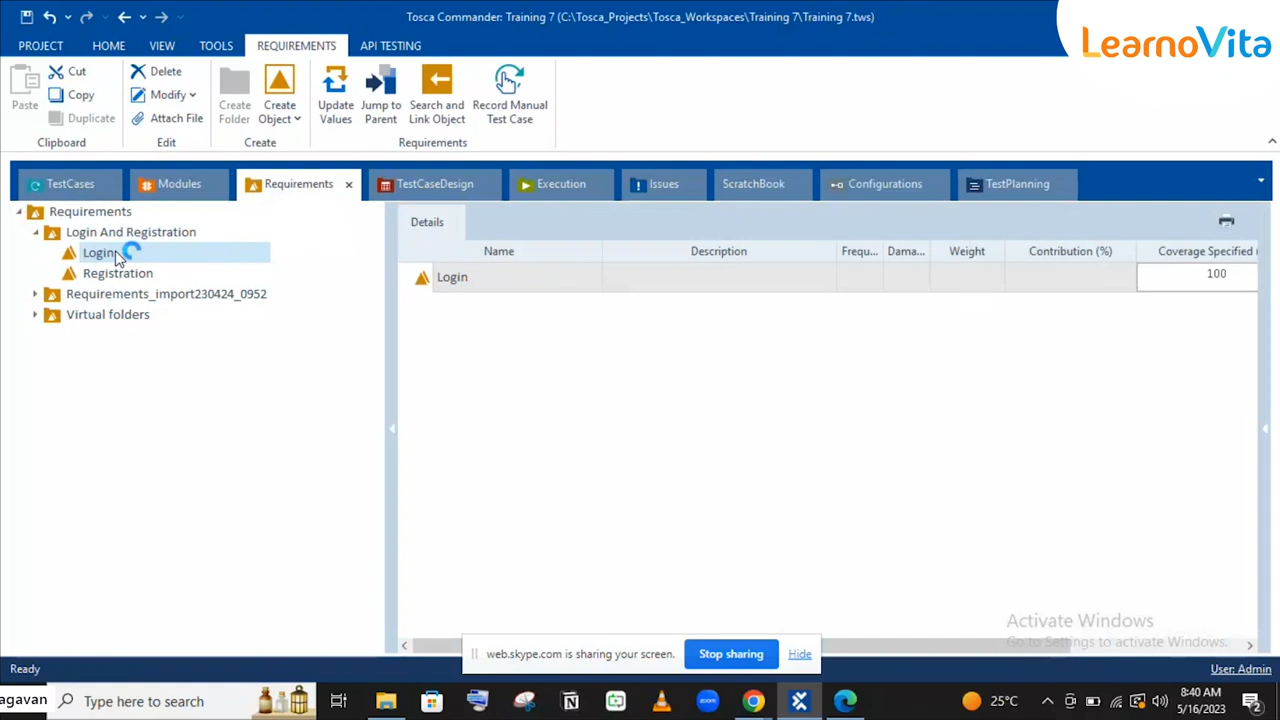 Tosca Commander: Training 7 (C:\Tosca_Projects\Tosca_Workspaces\Training 7\Training 7.tws)
LearnoVita
PROJECT HOME VIEW TOOLS REQUIREMENTS API TESTING
Paste Cut Copy Duplicate
Clipboard
Delete Modify Attach File
Edit
Create Folder Create Object
Create
Update Values Jump to Parent Search and Link Object Record Manual Test Case
Requirements
TestCases Modules Requirements TestCaseDesign Execution Issues ScratchBook Configurations TestPlanning
Requirements
Login And Registration
Login
Registration
Requirements_import230424_0952
Virtual folders
Details
Name Description Frequ... Dama... Weight Contribution (%) Coverage Specified (
Login 100
Activate Windows
Go to Settings to activate Windows.
web.skype.com is sharing your screen. Stop sharing Hide
Ready User: Admin
agavan Type here to search zoom 25°C 8:40 AM
5/16/2023 2